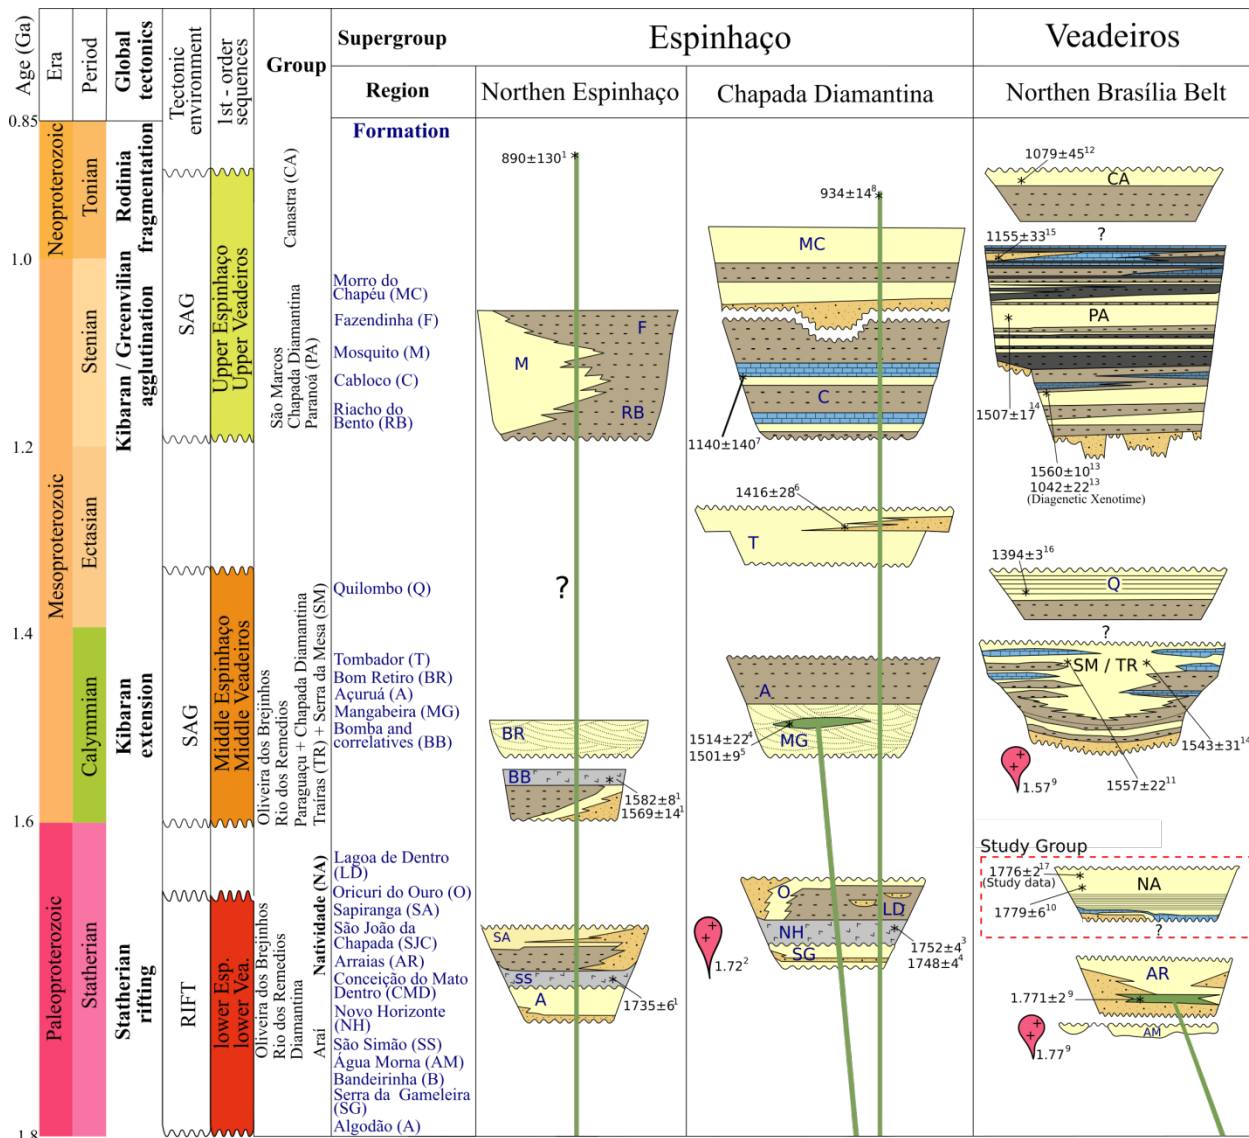 Age (Ga)
Era
Period
Global
tectonics
Tectonic
environment
1st - order
sequences
Group
Supergroup
Region
Formation
Espinhaço
Veadeiros
Northen Espinhaço
Chapada Diamantina
Northen Brasília Belt
0.85
1.0
1.2
1.4
1.6
1.8
Neoproterozoic
Mesoproterozoic
Paleoproterozoic
Tonian
Stenian
Ectasian
Calymmian
Statherian
Rodinia
fragmentation
Kibaran / Greenvilian
agglutination
Kibaran
extension
Statherian
rifting
SAG
SAG
RIFT
Upper Espinhaço
Upper Veadeiros
Middle Espinhaço
Middle Veadeiros
lower Esp.
lower Vea.
Canastra (CA)
São Marcos
Chapada Diamantina
Paranoá (PA)
Oliveira dos Brejinhos
Rio dos Remedios
Paraguaçu + Chapada Diamantina
Trairas (TR) + Serra da Mesa (SM)
Oliveira dos Brejinhos
Rio dos Remedios
Diamantina
Araí
Natividade (NA)
Morro do
Chapéu (MC)
Fazendinha (F)
Mosquito (M)
Cabloco (C)
Riacho do
Bento (RB)
Quilombo (Q)
Tombador (T)
Bom Retiro (BR)
Açuruá (A)
Mangabeira (MG)
Bomba and
correlatives (BB)
Lagoa de Dentro
(LD)
Oricuri do Ouro (O)
Sapiranga (SA)
São João da
Chapada (SJC)
Arraias (AR)
Conceição do Mato
Dentro (CMD)
Novo Horizonte
(NH)
São Simão (SS)
Água Morna (AM)
Bandeirinha (B)
Serra da Gameleira
(SG)
Algodão (A)
890±130¹
F
M
RB
?
BR
BB
1582±8¹
1569±14¹
SA
SS
1735±6¹
A
934±14⁸
MC
C
1140±140⁷
1416±28⁶
T
A
1514±22⁴
1501±9⁵
MG
O
LD
NH
SG
1752±4³
1748±4⁴
1.72²
1079±45¹²
CA
?
1155±33¹⁵
PA
1507±17¹⁴
1560±10¹³
1042±22¹³
(Diagenetic Xenotime)
1394±3¹⁶
Q
?
SM / TR
1543±31¹⁴
1557±22¹¹
1.57⁹
Study Group
1776±2¹⁷
(Study data)
NA
1779±6¹⁰
?
AR
1.771±2⁹
AM
1.77⁹